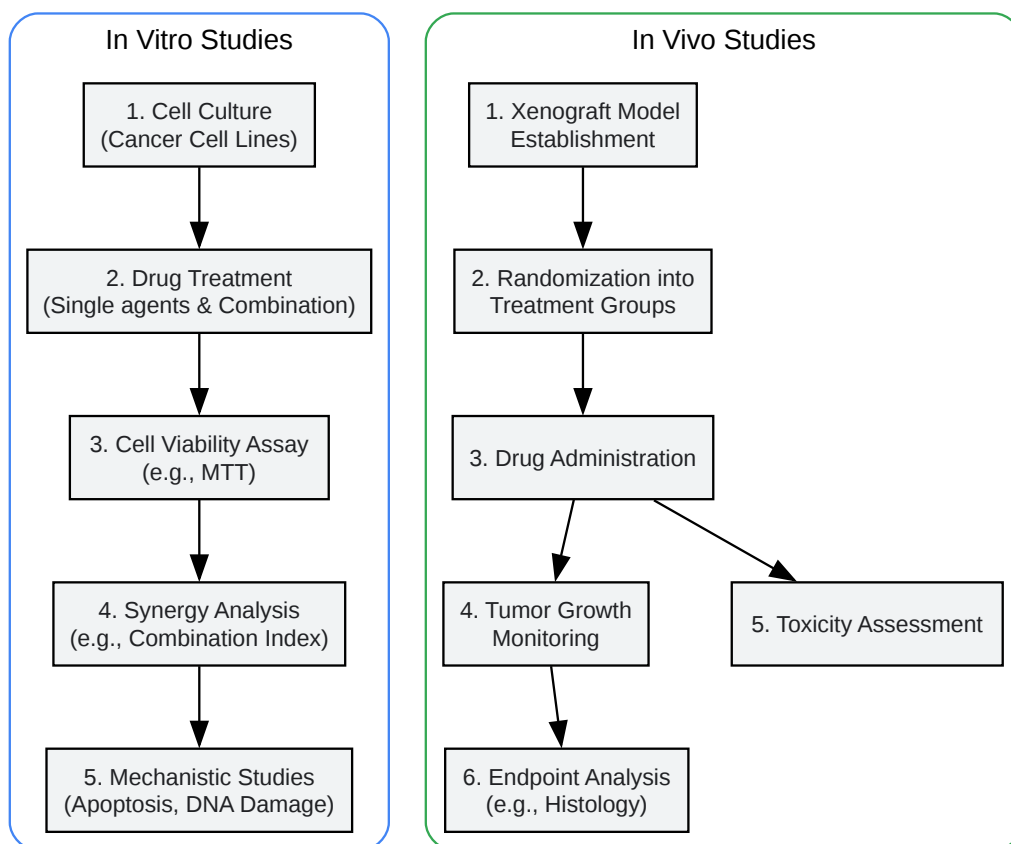 In Vitro Studies
1. Cell Culture
(Cancer Cell Lines)
2. Drug Treatment
(Single agents & Combination)
3. Cell Viability Assay
(e.g., MTT)
4. Synergy Analysis
(e.g., Combination Index)
5. Mechanistic Studies
(Apoptosis, DNA Damage)
In Vivo Studies
1. Xenograft Model
Establishment
2. Randomization into
Treatment Groups
3. Drug Administration
4. Tumor Growth
Monitoring
5. Toxicity Assessment
6. Endpoint Analysis
(e.g., Histology)